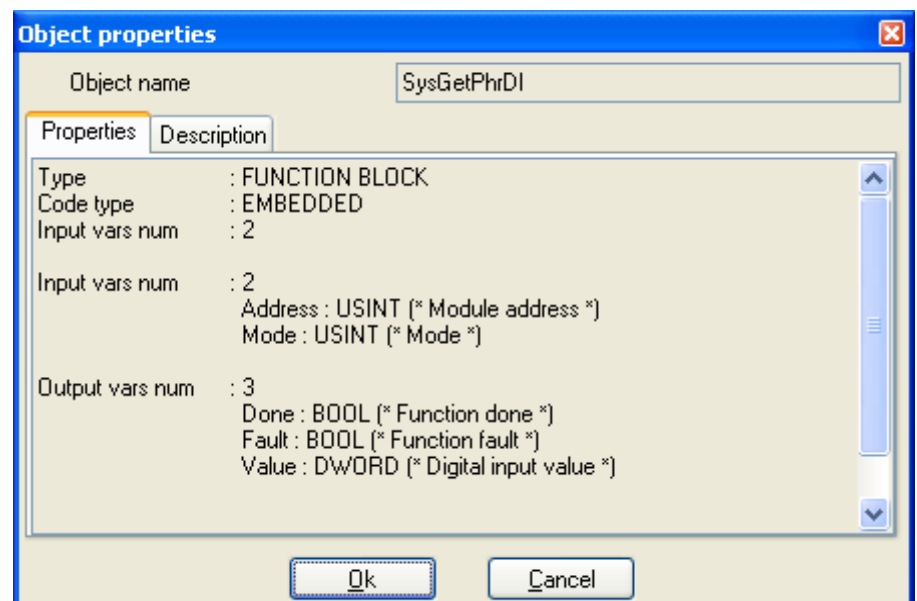 Object properties
Object name SysGetPhrDI
Properties Description
Type : FUNCTION BLOCK
Code type : EMBEDDED
Input vars num : 2
Input vars num : 2
Address : USINT (* Module address *)
Mode : USINT (* Mode *)
Output vars num : 3
Done : BOOL (* Function done *)
Fault : BOOL (* Function fault *)
Value : DWORD (* Digital input value *)
Ok Cancel